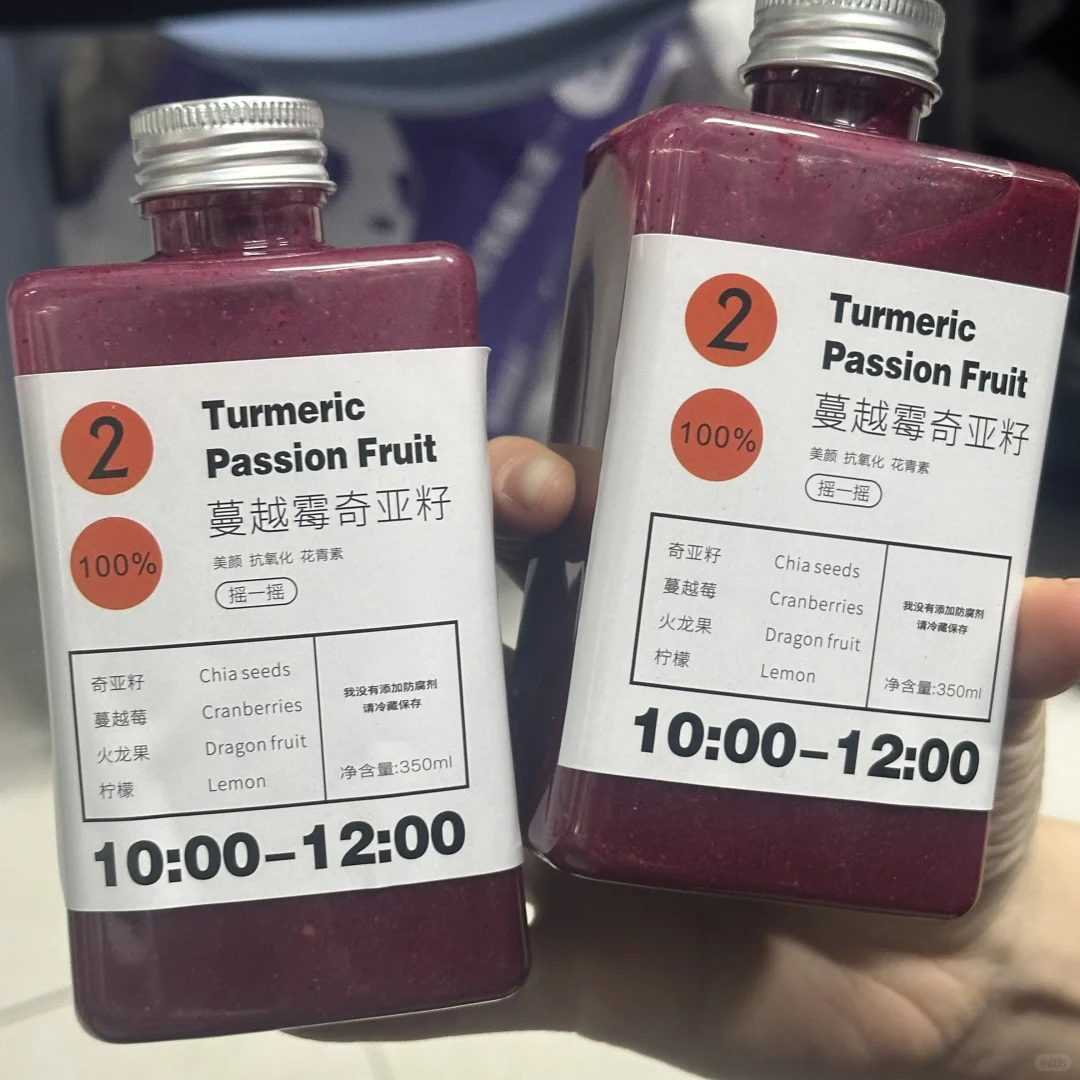 2
Turmeric
Passion Fruit
100%
蔓越霉奇亚籽
美颜 抗氧化 花青素
摇一摇
奇亚籽 Chia seeds
蔓越莓 Cranberries
火龙果 Dragon fruit
柠檬 Lemon
我没有添加防腐剂
请冷藏保存
净含量:350ml
10:00–12:00
2
Turmeric
Passion Fruit
100%
蔓越霉奇亚籽
美颜 抗氧化 花青素
摇一摇
奇亚籽 Chia seeds
蔓越莓 Cranberries
火龙果 Dragon fruit
柠檬 Lemon
我没有添加防腐剂
请冷藏保存
净含量:350ml
10:00–12:00
小红书